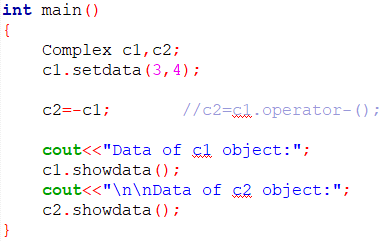 int main()
{
Complex c1,c2;
c1.setdata(3,4);
c2=-c1; //c2=c1.operator-();
cout<<"Data of c1 object:";
c1.showdata();
cout<<"\n\nData of c2 object:";
c2.showdata();
}